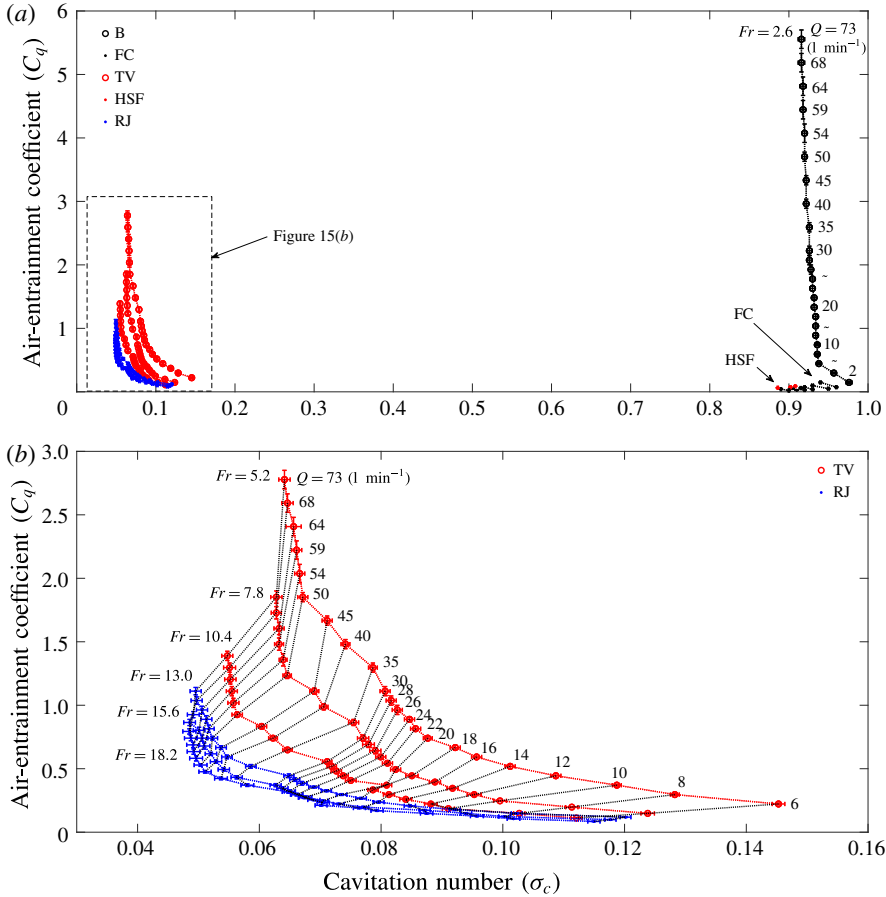 (a)
6
5
4
3
2
1
0
Air-entrainment coefficient (Cq)
B
FC
TV
HSF
RJ
Figure 15(b)
Fr = 2.6
Q = 73
(l min−1)
68
64
59
54
50
45
40
35
30
~
20
~
10
~
2
FC
HSF
0.1
0.2
0.3
0.4
0.5
0.6
0.7
0.8
0.9
1.0
(b)
3.0
2.5
2.0
1.5
1.0
0.5
0
Air-entrainment coefficient (Cq)
TV
RJ
Fr = 5.2
Q = 73 (l min−1)
68
64
59
54
50
45
40
35
30
28
26
24
22
20
18
16
14
12
10
8
6
Fr = 7.8
Fr = 10.4
Fr = 13.0
Fr = 15.6
Fr = 18.2
0.04
0.06
0.08
0.10
0.12
0.14
0.16
Cavitation number (σc)